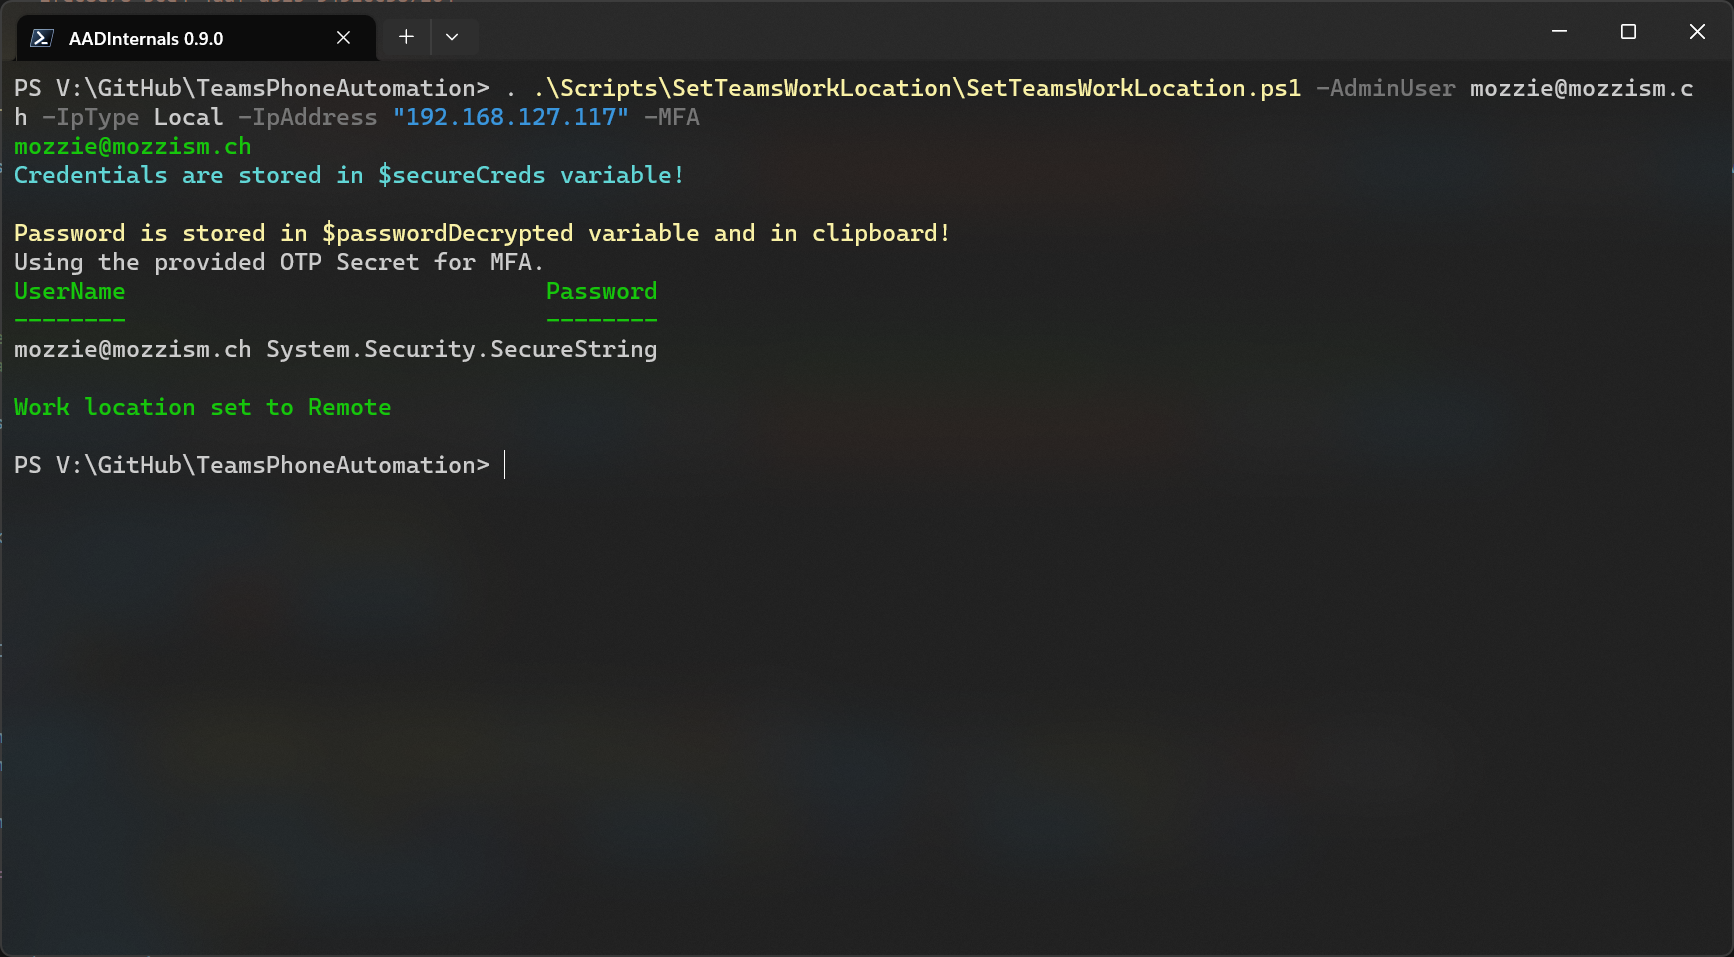 AADInternals 0.9.0
PS V:\GitHub\TeamsPhoneAutomation> . .\Scripts\SetTeamsWorkLocation\SetTeamsWorkLocation.ps1 -AdminUser mozzie@mozzism.c
h -IpType Local -IpAddress "192.168.127.117" -MFA
mozzie@mozzism.ch
Credentials are stored in $secureCreds variable!
Password is stored in $passwordDecrypted variable and in clipboard!
Using the provided OTP Secret for MFA.
UserName Password
-------- --------
mozzie@mozzism.ch System.Security.SecureString
Work location set to Remote
PS V:\GitHub\TeamsPhoneAutomation>